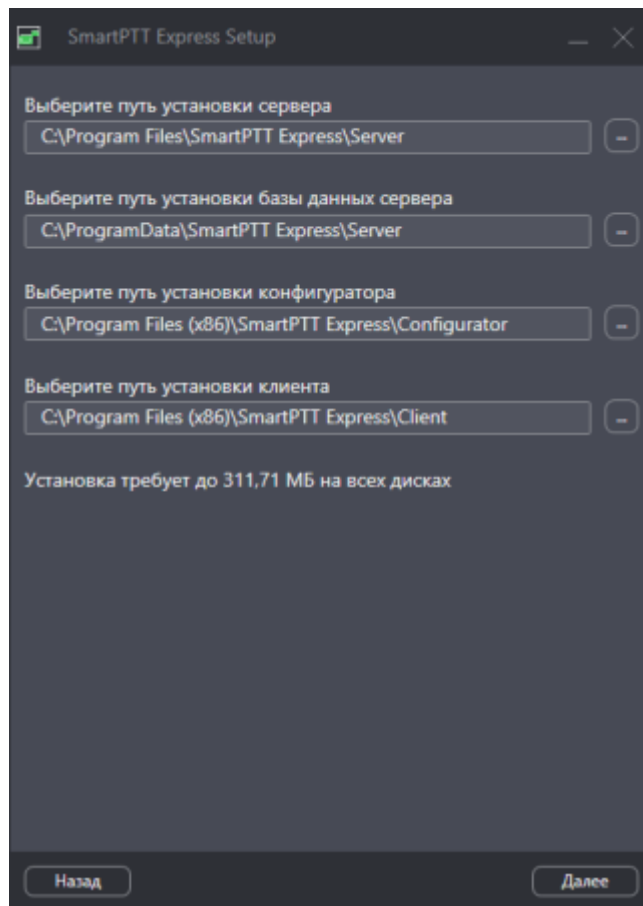 SmartPTT Express Setup
Выберите путь установки сервера
C:\Program Files\SmartPTT Express\Server
Выберите путь установки базы данных сервера
C:\ProgramData\SmartPTT Express\Server
Выберите путь установки конфигуратора
C:\Program Files (x86)\SmartPTT Express\Configurator
Выберите путь установки клиента
C:\Program Files (x86)\SmartPTT Express\Client
Установка требует до 311,71 МБ на всех дисках
Назад Далее